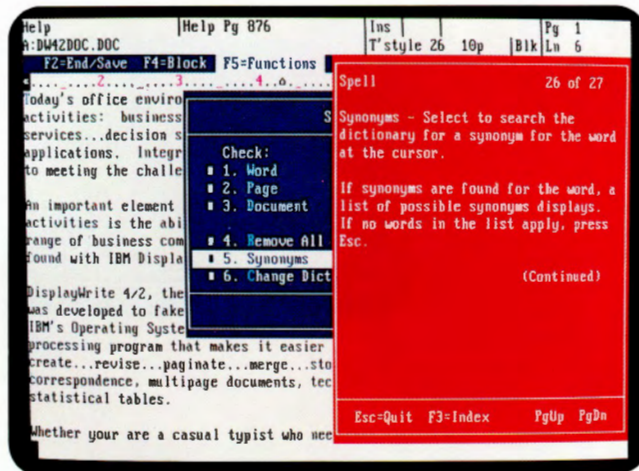 Help Help Pg 876 Ins Pg 1
A:DW42DOC.DOC T'style 26 10p Blk Ln 6
F2=End/Save F4=Block F5=Functions
2 3 4
Today's office enviro
activities: business
services...decision s
applications. Integr
to meeting the challe
An important element
activities is the abi
range of business com
found with IBM Displa
DisplayWrite 4/2, the
was developed to fake
IBM's Operating Syste
processing program that makes it easier
create...revise...paginate...merge...sto
correspondence, multipage documents, tec
statistical tables.
Whether your are a casual typist who nee
S
Check:
1. Word
2. Page
3. Document
4. Remove All
5. Synonyms
6. Change Dict
Spell 26 of 27
Synonyms - Select to search the
dictionary for a synonym for the word
at the cursor.
If synonyms are found for the word, a
list of possible synonyms displays.
If no words in the list apply, press
Esc.
(Continued)
Esc=Quit F3=Index PgUp PgDn